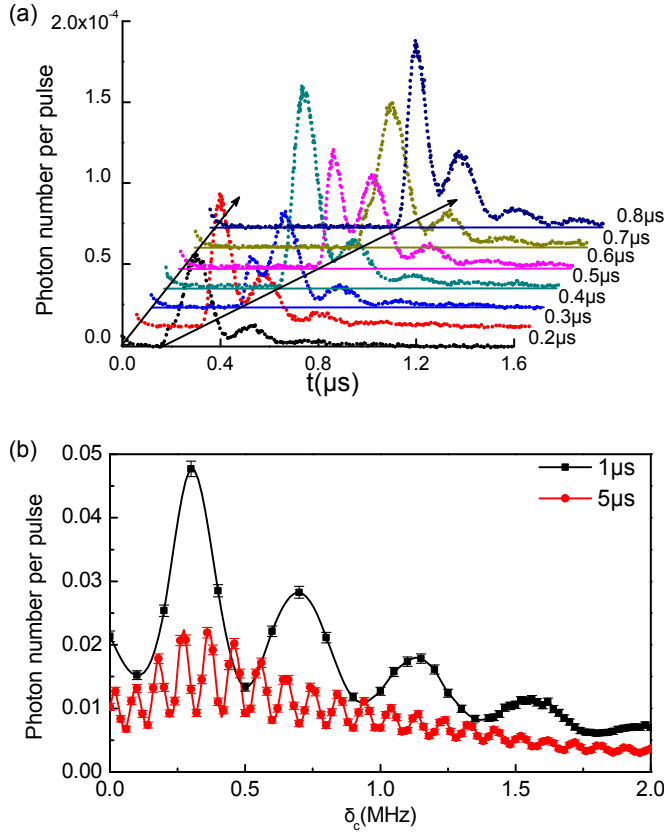 (a)
2.0x10⁻⁴
1.5
1.0
0.5
0.0
Photon number per pulse
0.8µs
0.7µs
0.6µs
0.5µs
0.4µs
0.3µs
0.2µs
0.0 0.4 0.8 1.2 1.6
t(µs)
(b)
0.05
0.04
0.03
0.02
0.01
0.00
Photon number per pulse
1µs
5µs
0.0 0.5 1.0 1.5 2.0
δc(MHz)